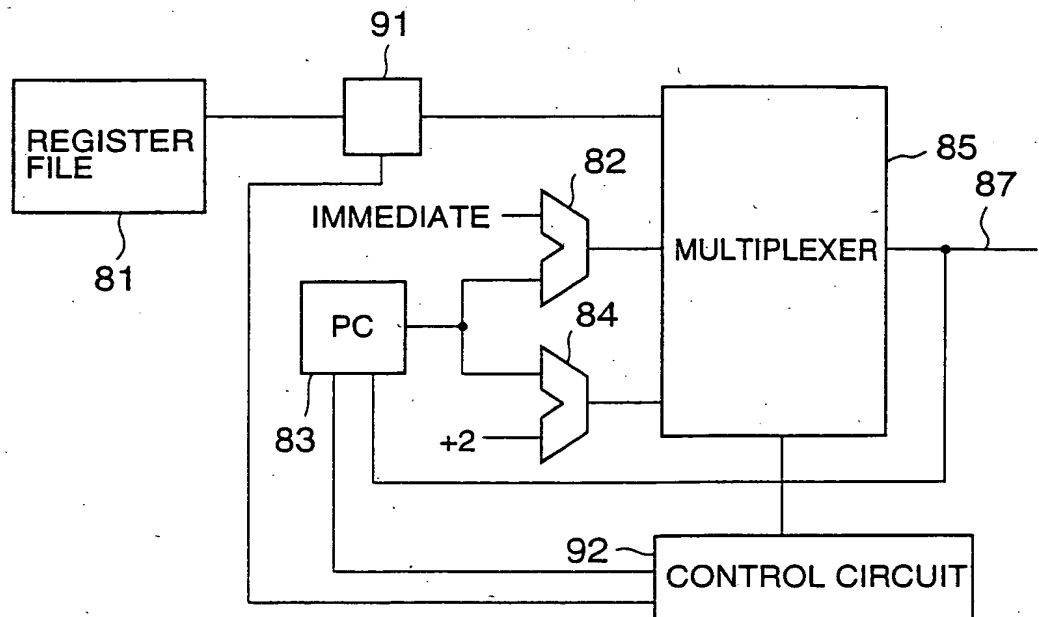 91
REGISTER
FILE
81
82
IMMEDIATE
85
87
MULTIPLEXER
PC
84
83
+2
92
CONTROL CIRCUIT